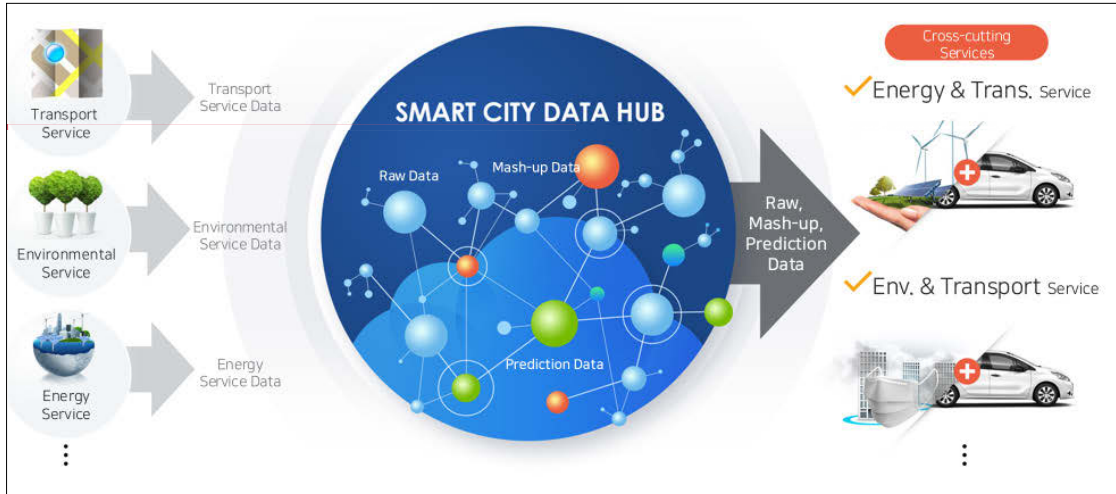 Transport
Service
Transport
Service Data
Environmental
Service
Environmental
Service Data
Energy
Service
Energy
Service Data
SMART CITY DATA HUB
Raw Data
Mash-up Data
Prediction Data
Raw,
Mash-up,
Prediction
Data
Cross-cutting
Services
Energy & Trans. Service
Env. & Transport Service